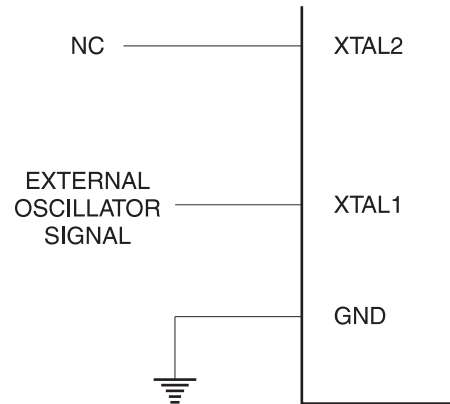 NC
XTAL2
EXTERNAL
OSCILLATOR
SIGNAL
XTAL1
GND